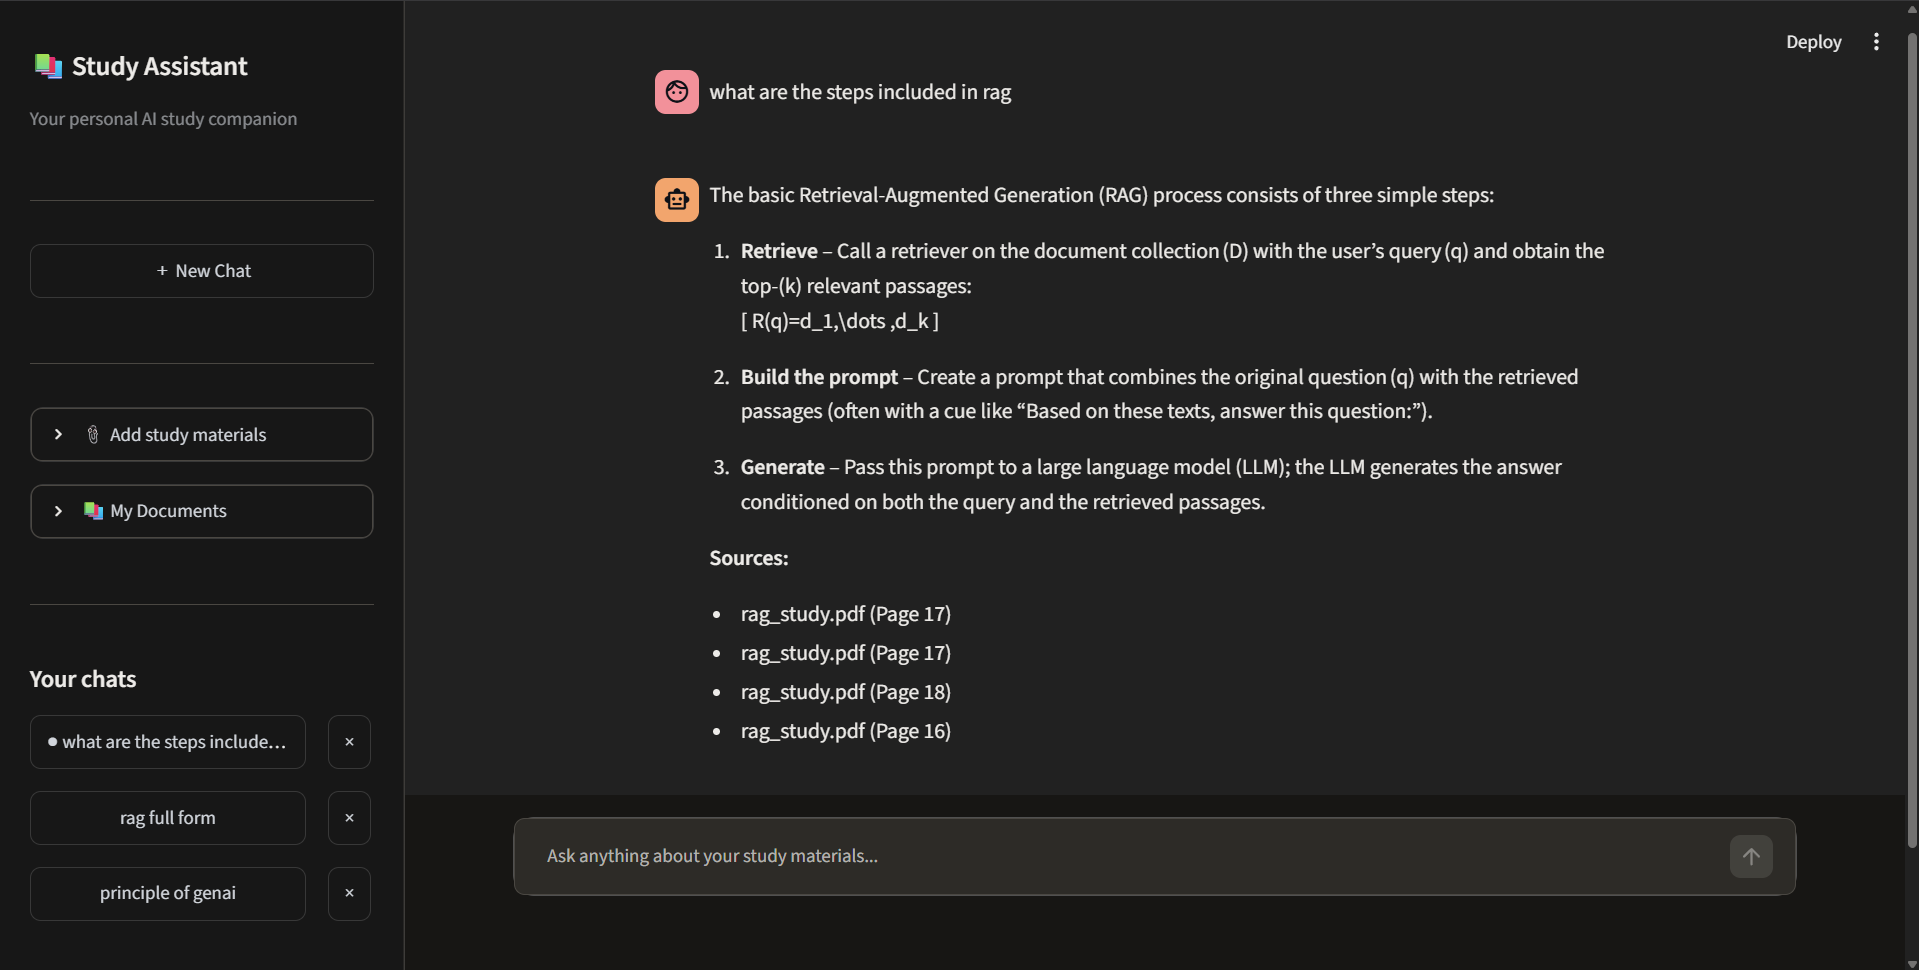 📚 Study Assistant
Your personal AI study companion
+ New Chat
Add study materials
My Documents
Your chats
● what are the steps include...
×
rag full form
×
principle of genai
×
Deploy
what are the steps included in rag
The basic Retrieval-Augmented Generation (RAG) process consists of three simple steps:
1. Retrieve – Call a retriever on the document collection (D) with the user’s query (q) and obtain the
top-(k) relevant passages:
[ R(q)=d_1,\dots ,d_k ]
2. Build the prompt – Create a prompt that combines the original question (q) with the retrieved
passages (often with a cue like “Based on these texts, answer this question:”).
3. Generate – Pass this prompt to a large language model (LLM); the LLM generates the answer
conditioned on both the query and the retrieved passages.
Sources:
• rag_study.pdf (Page 17)
• rag_study.pdf (Page 17)
• rag_study.pdf (Page 18)
• rag_study.pdf (Page 16)
Ask anything about your study materials...